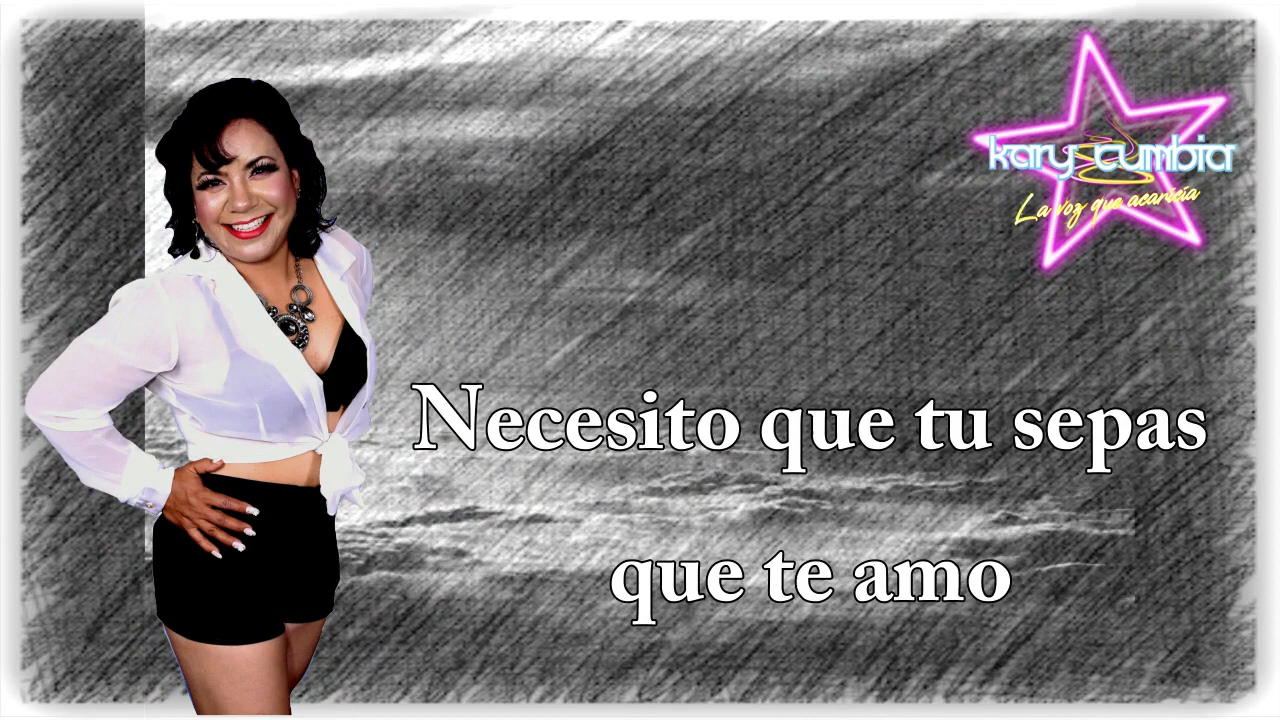 kary cumbia
La voz que acaricia
Necesito que tu sepas
que te amo